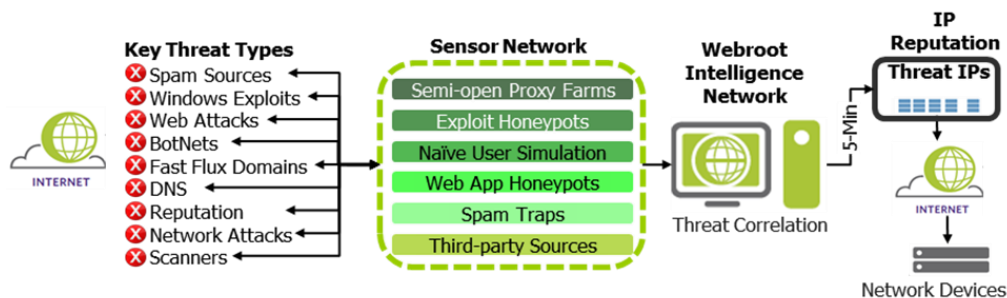 INTERNET
Key Threat Types
Spam Sources
Windows Exploits
Web Attacks
BotNets
Fast Flux Domains
DNS
Reputation
Network Attacks
Scanners
Sensor Network
Semi-open Proxy Farms
Exploit Honeypots
Naïve User Simulation
Web App Honeypots
Spam Traps
Third-party Sources
Webroot
Intelligence
Network
Threat Correlation
5-Min
IP
Reputation
Threat IPs
INTERNET
Network Devices